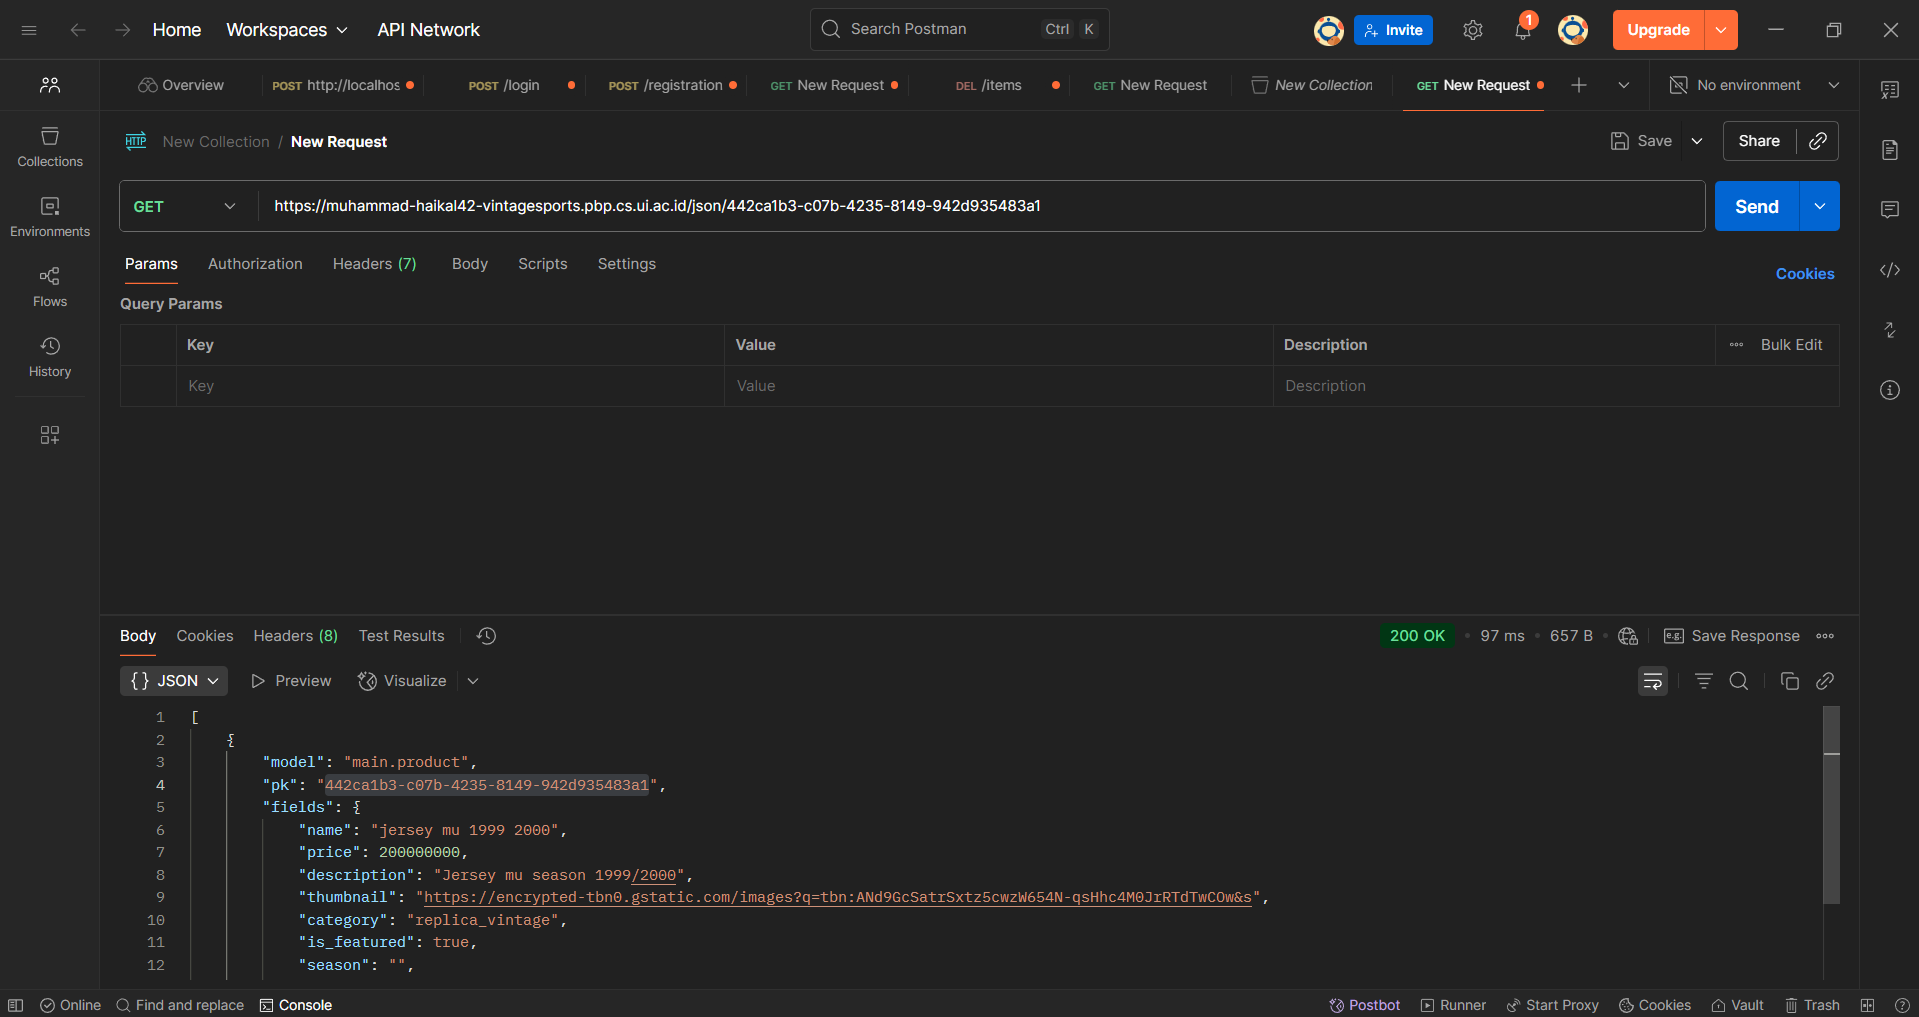 Home Workspaces API Network Search Postman Ctrl K Invite 1 Upgrade
Overview POST http://localhos POST /login POST /registration GET New Request DEL /items GET New Request New Collection GET New Request No environment
HTTP New Collection / New Request Save Share
Collections
GET https://muhammad-haikal42-vintagesports.pbp.cs.ui.ac.id/json/442ca1b3-c07b-4235-8149-942d935483a1 Send
Environments
Params Authorization Headers (7) Body Scripts Settings Cookies
Flows
Query Params
Key Value Description Bulk Edit
History
Key Value Description
Body Cookies Headers (8) Test Results 200 OK • 97 ms • 657 B • e.g. Save Response
{} JSON Preview Visualize
1 [
2 {
3 "model": "main.product",
4 "pk": "442ca1b3-c07b-4235-8149-942d935483a1",
5 "fields": {
6 "name": "jersey mu 1999 2000",
7 "price": 200000000,
8 "description": "Jersey mu season 1999/2000",
9 "thumbnail": "https://encrypted-tbn0.gstatic.com/images?q=tbn:ANd9GcSatrSxtz5cwzW654N-qsHhc4M0JrRTdTwCOw&s",
10 "category": "replica_vintage",
11 "is_featured": true,
12 "season": "",
Online Find and replace Console Postbot Runner Start Proxy Cookies Vault Trash